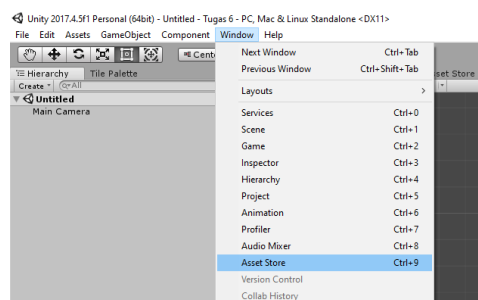 Unity 2017.4.5f1 Personal (64bit) - Untitled - Tugas 6 - PC, Mac & Linux Standalone <DX11>
File Edit Assets GameObject Component Window Help
Cent
Hierarchy Tile Palette
sset Store
Create All
Untitled
Main Camera
Next Window Ctrl+Tab
Previous Window Ctrl+Shift+Tab
Layouts >
Services Ctrl+0
Scene Ctrl+1
Game Ctrl+2
Inspector Ctrl+3
Hierarchy Ctrl+4
Project Ctrl+5
Animation Ctrl+6
Profiler Ctrl+7
Audio Mixer Ctrl+8
Asset Store Ctrl+9
Version Control
Collab History